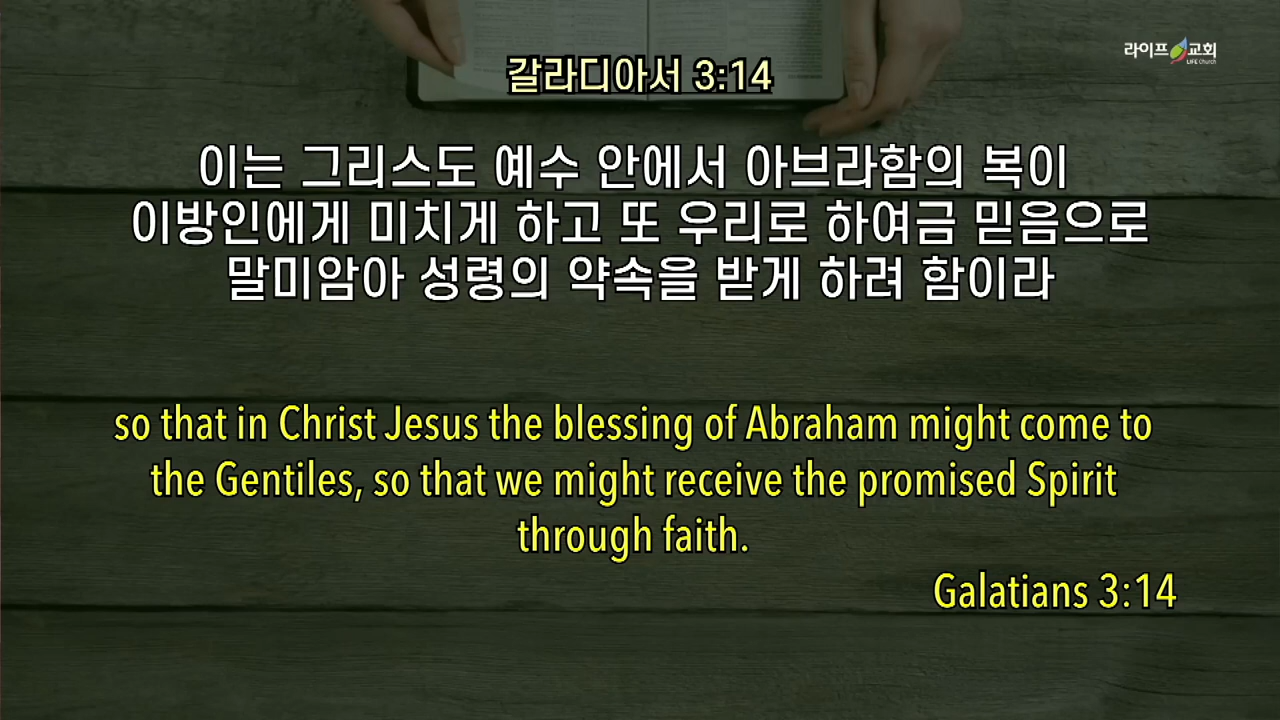 라이프 교회
LIFE Church
갈라디아서 3:14
이는 그리스도 예수 안에서 아브라함의 복이
이방인에게 미치게 하고 또 우리로 하여금 믿음으로
말미암아 성령의 약속을 받게 하려 함이라
so that in Christ Jesus the blessing of Abraham might come to
the Gentiles, so that we might receive the promised Spirit
through faith.
Galatians 3:14